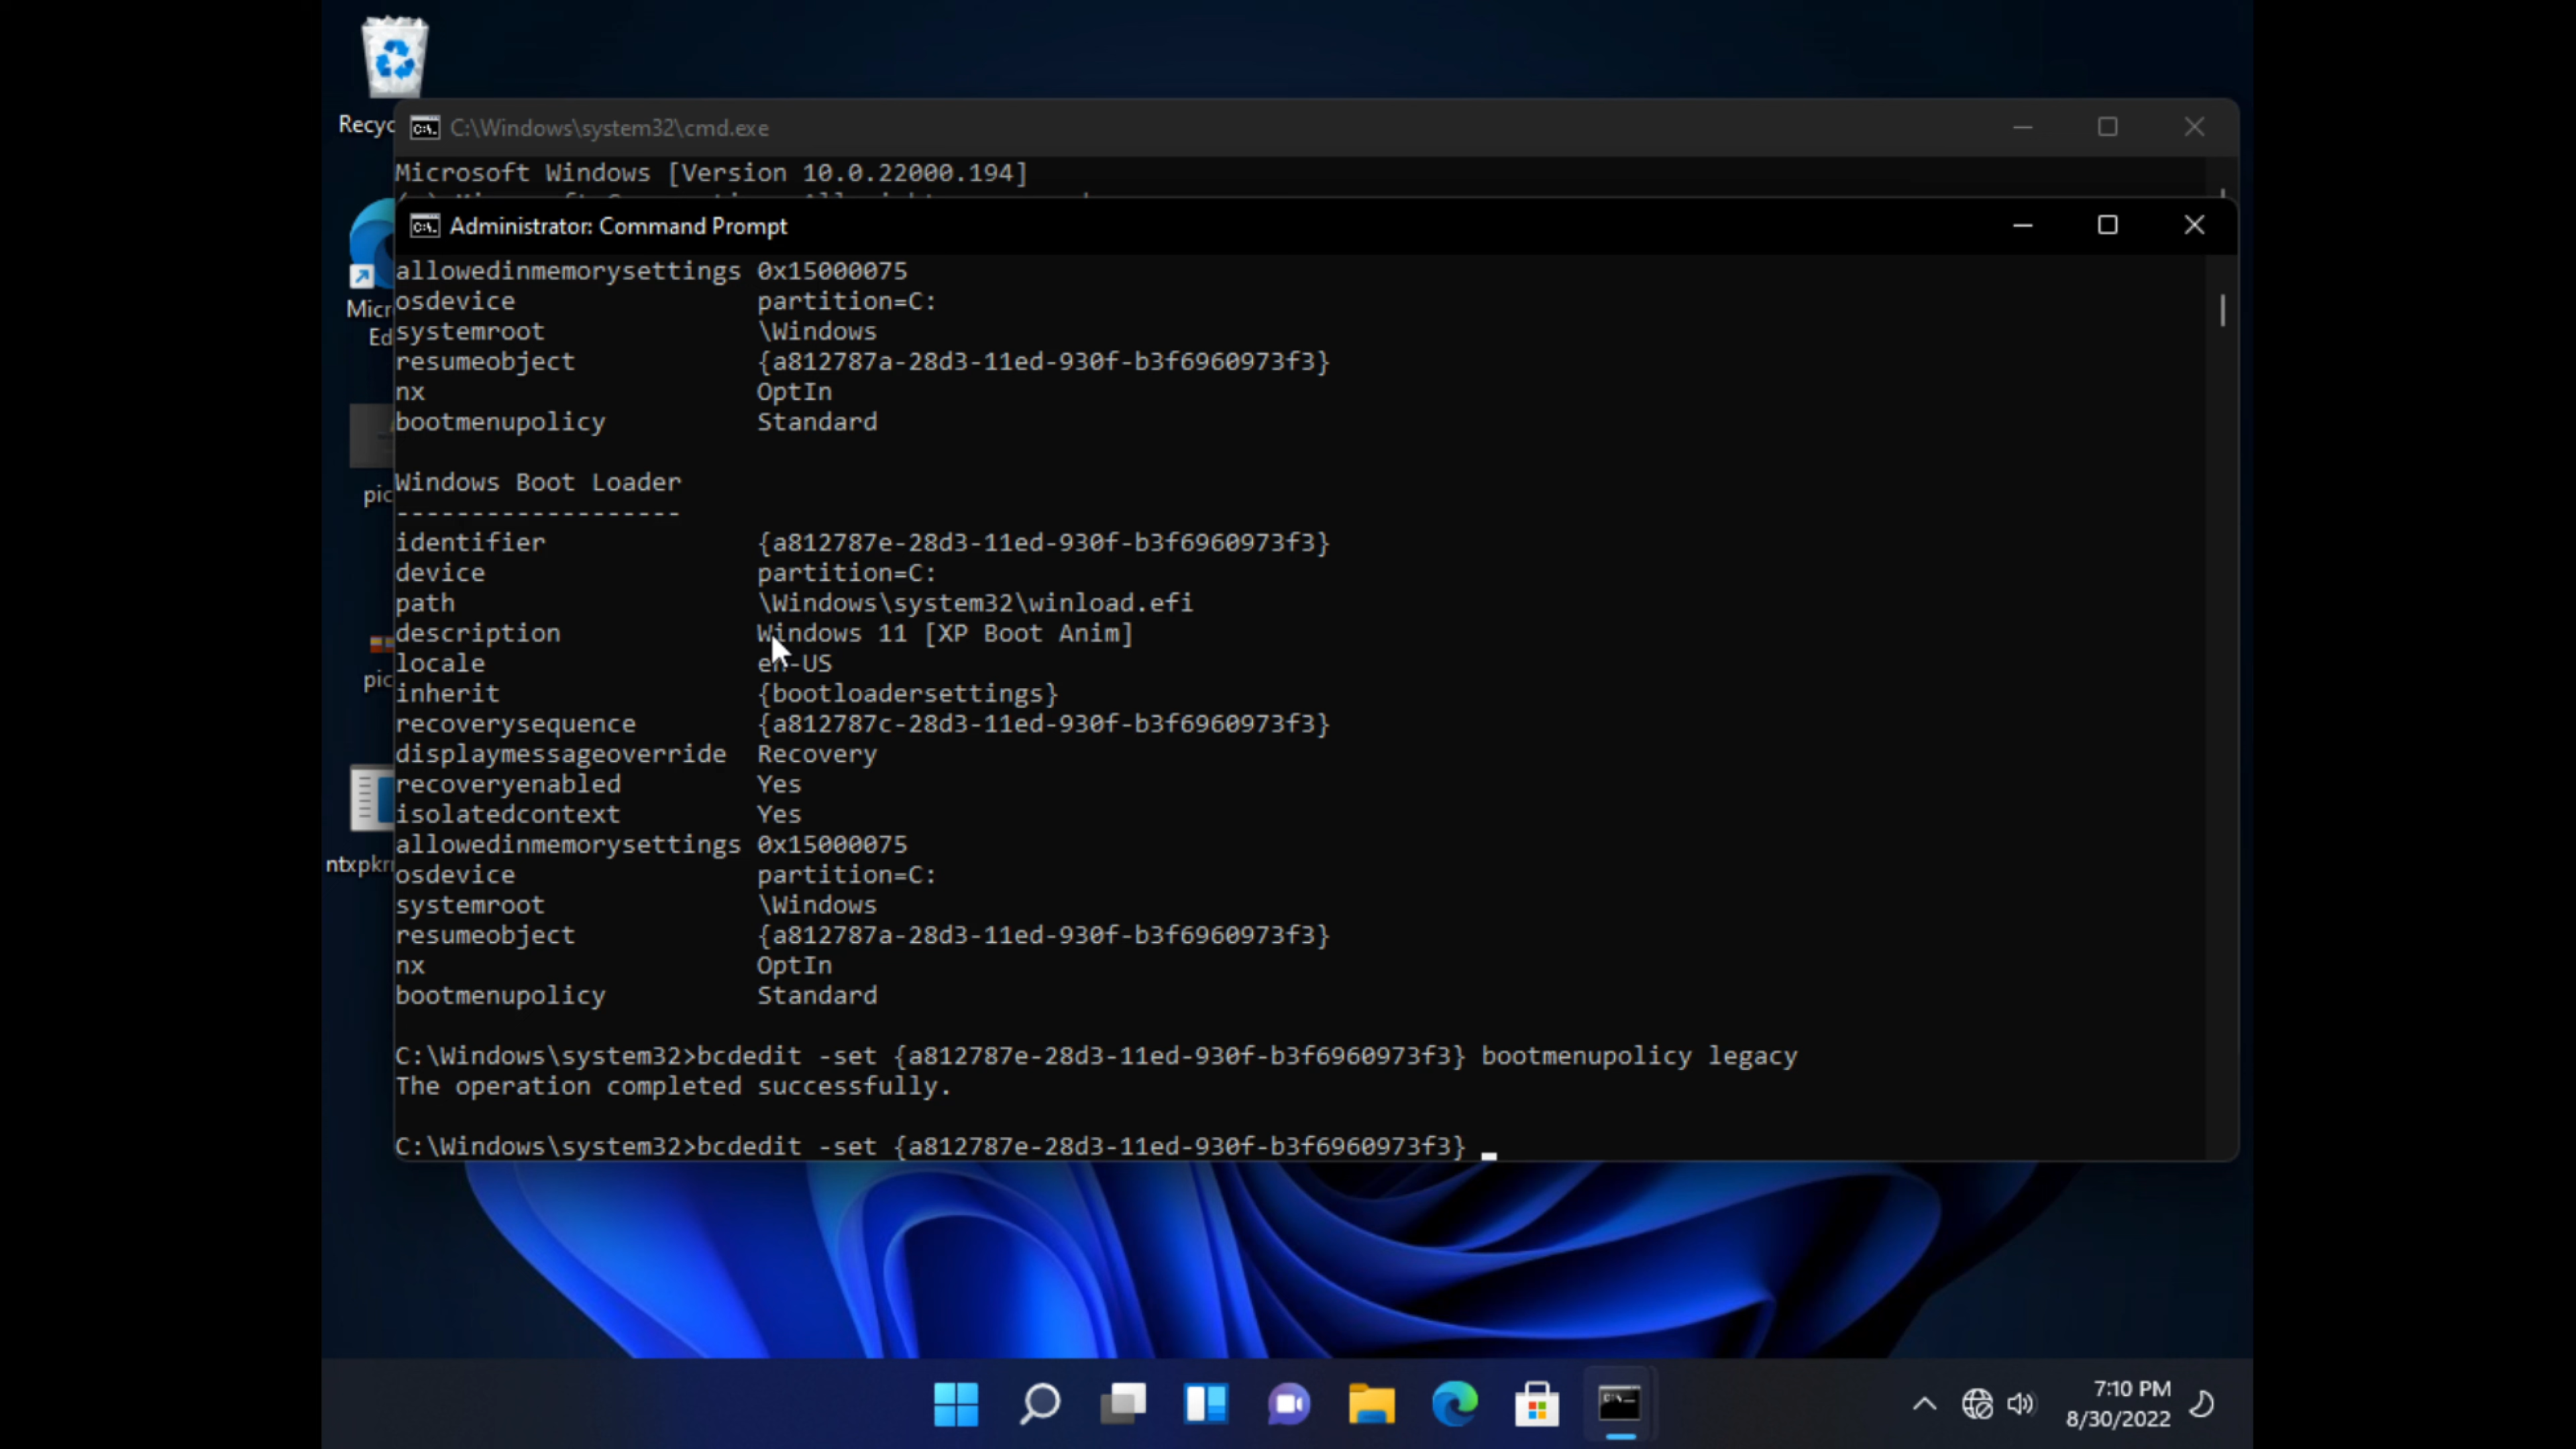 C:\Windows\system32\cmd.exe
Microsoft Windows [Version 10.0.22000.194]
Administrator: Command Prompt
allowedinmemorysettings 0x15000075
osdevice                partition=C:
systemroot              \Windows
resumeobject            {a812787a-28d3-11ed-930f-b3f6960973f3}
nx                      OptIn
bootmenupolicy          Standard
Windows Boot Loader
-------------------
identifier              {a812787e-28d3-11ed-930f-b3f6960973f3}
device                  partition=C:
path                    \Windows\system32\winload.efi
description             Windows 11 [XP Boot Anim]
locale                  en-US
inherit                 {bootloadersettings}
recoverysequence        {a812787c-28d3-11ed-930f-b3f6960973f3}
displaymessageoverride  Recovery
recoveryenabled         Yes
isolatedcontext         Yes
allowedinmemorysettings 0x15000075
osdevice                partition=C:
systemroot              \Windows
resumeobject            {a812787a-28d3-11ed-930f-b3f6960973f3}
nx                      OptIn
bootmenupolicy          Standard
C:\Windows\system32>bcdedit -set {a812787e-28d3-11ed-930f-b3f6960973f3} bootmenupolicy legacy
The operation completed successfully.
C:\Windows\system32>bcdedit -set {a812787e-28d3-11ed-930f-b3f6960973f3}
Recyc
Micr
Ed
pic
pic
ntxpkr
7:10 PM
8/30/2022